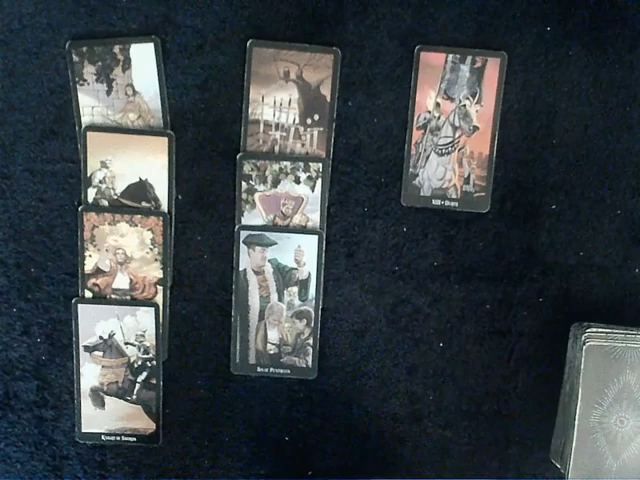 Knight of Swords
Six of Pentacles
XIII • Death